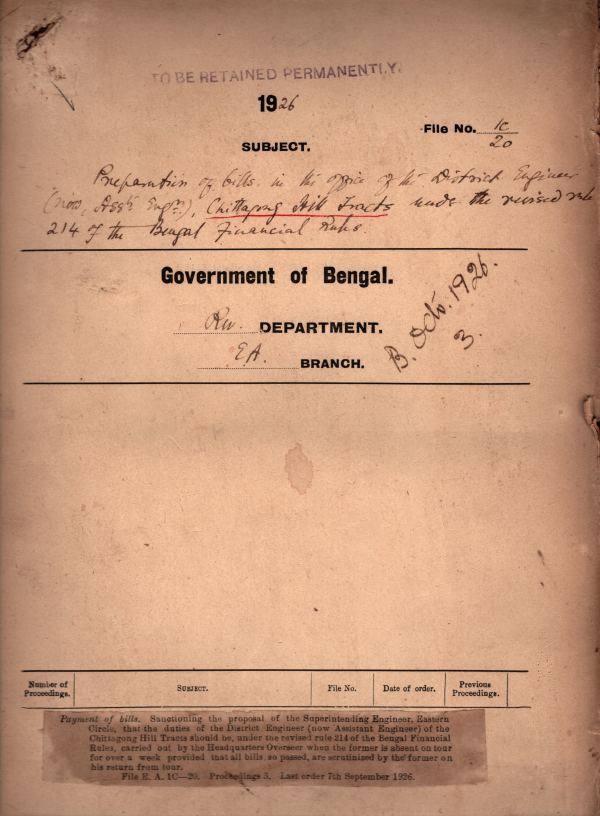 TO BE RETAINED PERMANENTLY.
1926
File No. 1C/20
SUBJECT.
Preparation of bills in the office of the District Engineer
(now, Asst. Engr.), Chittagong Hill Tracts under the revised rule
214 of the Bengal Financial Rules.
Government of Bengal.
Rev. DEPARTMENT.
E.A. BRANCH.
B. Octo. 1926.
3.
Number of Proceedings. SUBJECT. File No. Date of order. Previous Proceedings.
Payment of bills. Sanctioning the proposal of the Superintending Engineer, Eastern
Circle, that the duties of the District Engineer (now Assistant Engineer) of the
Chittagong Hill Tracts should be, under the revised rule 214 of the Bengal Financial
Rules, carried out by the Headquarters Overseer when the former is absent on tour
for over a week provided that all bills, so passed, are scrutinized by the former on
his return from tour.
File E. A. 1C—20. Proceedings 3. Last order 7th September 1926.